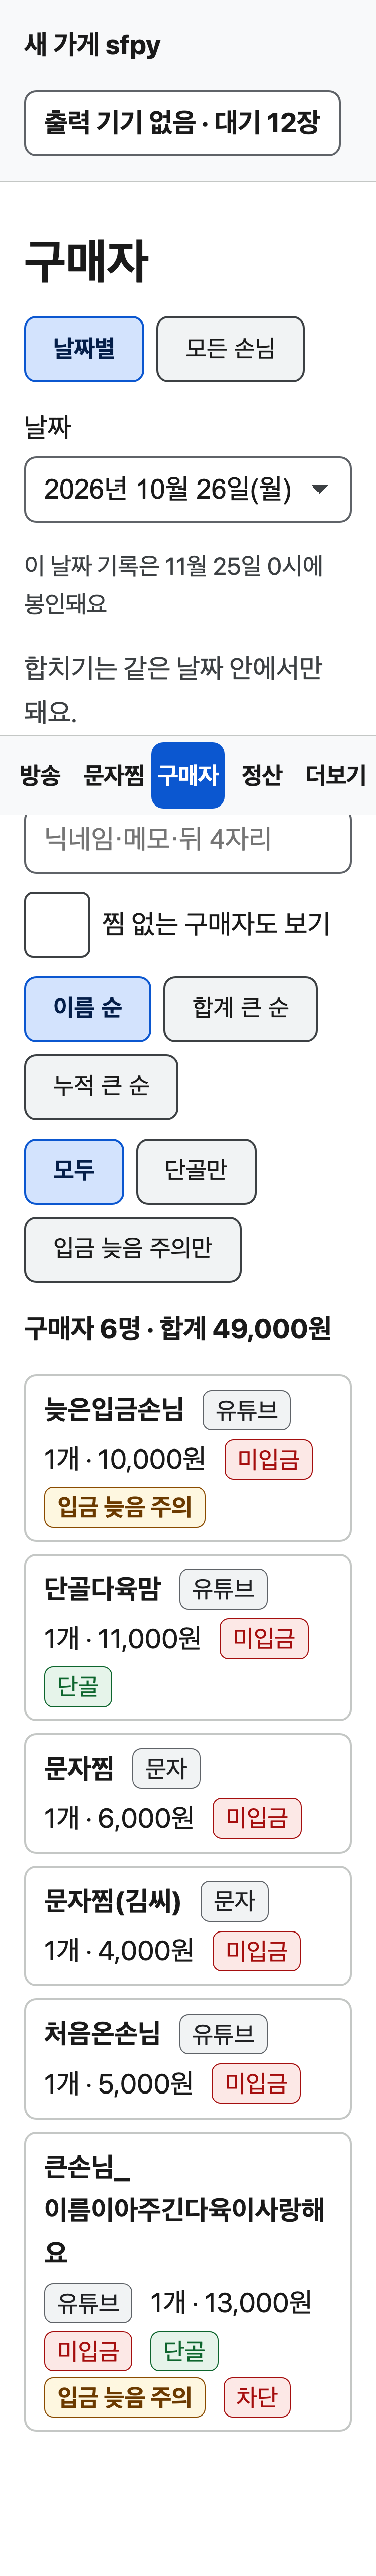 새 가게 sfpy
출력 기기 없음 · 대기 12장
구매자
날짜별 모든 손님
날짜
2026년 10월 26일(월)
이 날짜 기록은 11월 25일 0시에
봉인돼요
합치기는 같은 날짜 안에서만
돼요.
방송 문자찜 구매자 정산 더보기
닉네임·메모·뒤 4자리
찜 없는 구매자도 보기
이름 순 합계 큰 순
누적 큰 순
모두 단골만
입금 늦음 주의만
구매자 6명 · 합계 49,000원
늦은입금손님 유튜브
1개 · 10,000원 미입금
입금 늦음 주의
단골다육맘 유튜브
1개 · 11,000원 미입금
단골
문자찜 문자
1개 · 6,000원 미입금
문자찜(김씨) 문자
1개 · 4,000원 미입금
처음온손님 유튜브
1개 · 5,000원 미입금
큰손님_
이름이아주긴다육이사랑해
요
유튜브 1개 · 13,000원
미입금 단골
입금 늦음 주의 차단